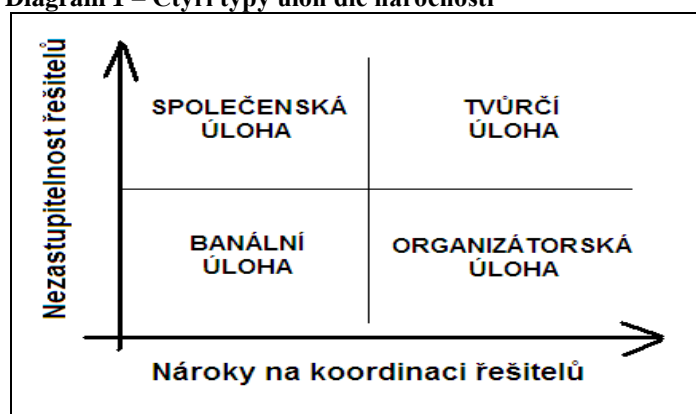 Diagram 1 – Čtyři typy úloh dle náročnosti
Nezastupitelnost řešitelů
SPOLEČENSKÁ
ÚLOHA
TVŮRČÍ
ÚLOHA
BANÁLNÍ
ÚLOHA
ORGANIZÁTORSKÁ
ÚLOHA
Nároky na koordinaci řešitelů